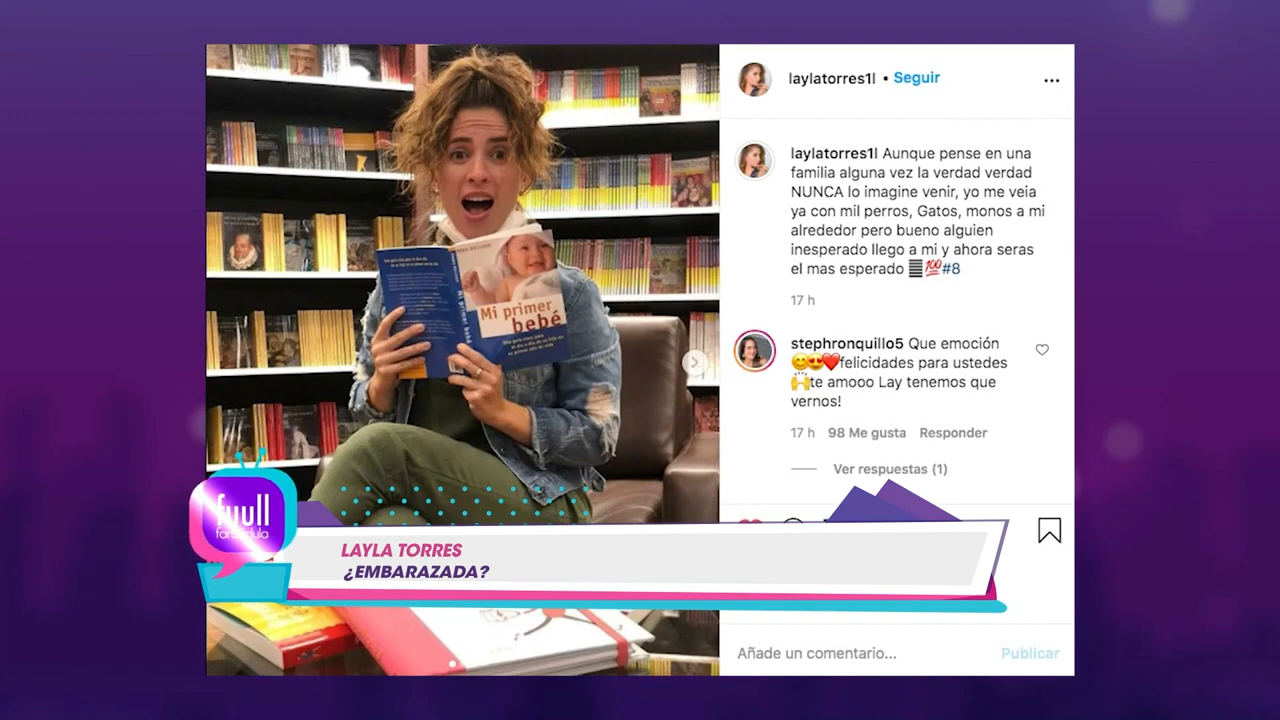 laylatorres1l • Seguir
laylatorres1l Aunque pense en una
familia alguna vez la verdad verdad
NUNCA lo imagine venir, yo me veia
ya con mil perros, Gatos, monos a mi
alrededor pero bueno alguien
inesperado llego a mi y ahora seras
el mas esperado 💯#8
17 h
stephronquillo5 Que emoción
😊😍❤️felicidades para ustedes
🙌te amooo Lay tenemos que
vernos!
17 h 98 Me gusta Responder
Ver respuestas (1)
Mi primer
bebé
Mi primer bebé
fuull
farándula
LAYLA TORRES
¿EMBARAZADA?
Añade un comentario... Publicar